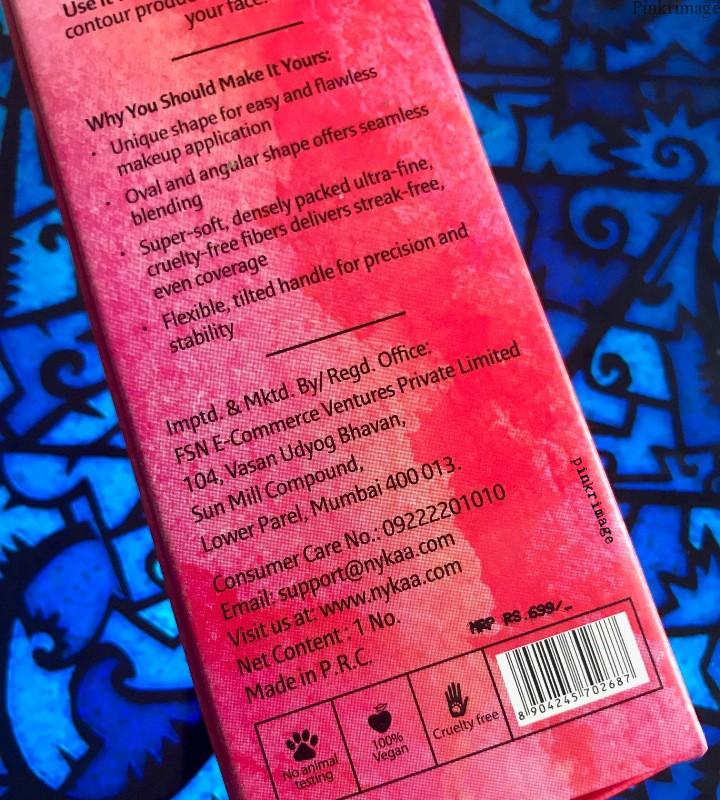 Pinkrimage
Use it
contour
your face.
Why You Should Make It Yours:
· Unique shape for easy and flawless
makeup application
· Oval and angular shape offers seamless
blending
· Super-soft, densely packed ultra-fine,
cruelty-free fibers delivers streak-free,
even coverage
· Flexible, tilted handle for precision and
stability
Imptd. & Mktd. By/ Regd. Office:
FSN E-Commerce Ventures Private Limited
104, Vasan Udyog Bhavan,
Sun Mill Compound,
Lower Parel, Mumbai 400 013.
Consumer Care No.: 09222201010
Email: support@nykaa.com
Visit us at: www.nykaa.com
Net Content : 1 No.
Made in P.R.C.
MRP RS.699/-
pinkrimage
No animal
testing
100%
Vegan
Cruelty free
8 904245 702687